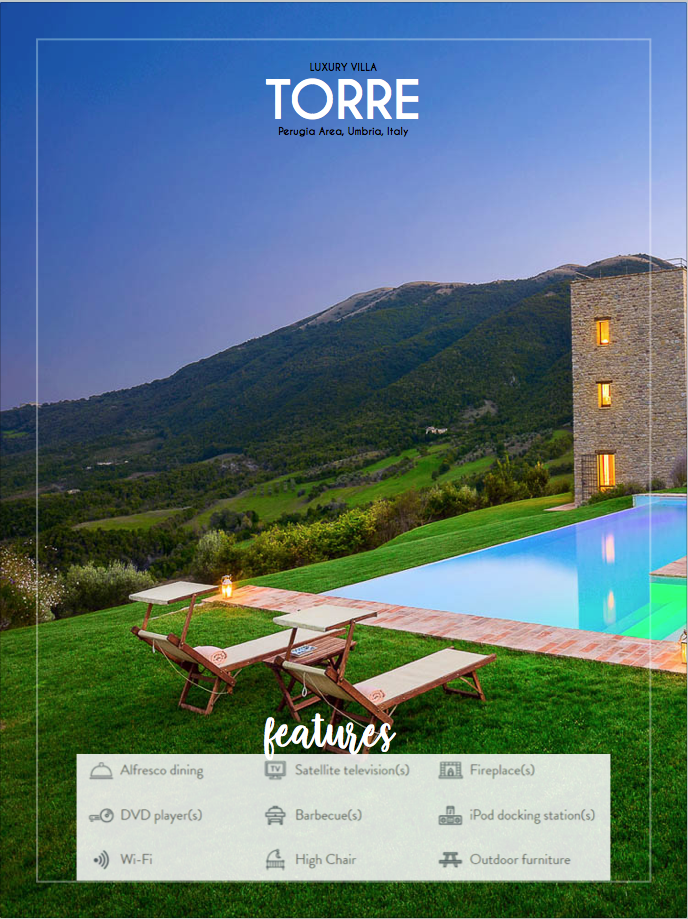 LUXURY VILLA
TORRE
Perugia Area, Umbria, Italy
features
Alfresco dining
TV
Satellite television(s)
Fireplace(s)
DVD player(s)
Barbecue(s)
iPod docking station(s)
Wi-Fi
High Chair
Outdoor furniture